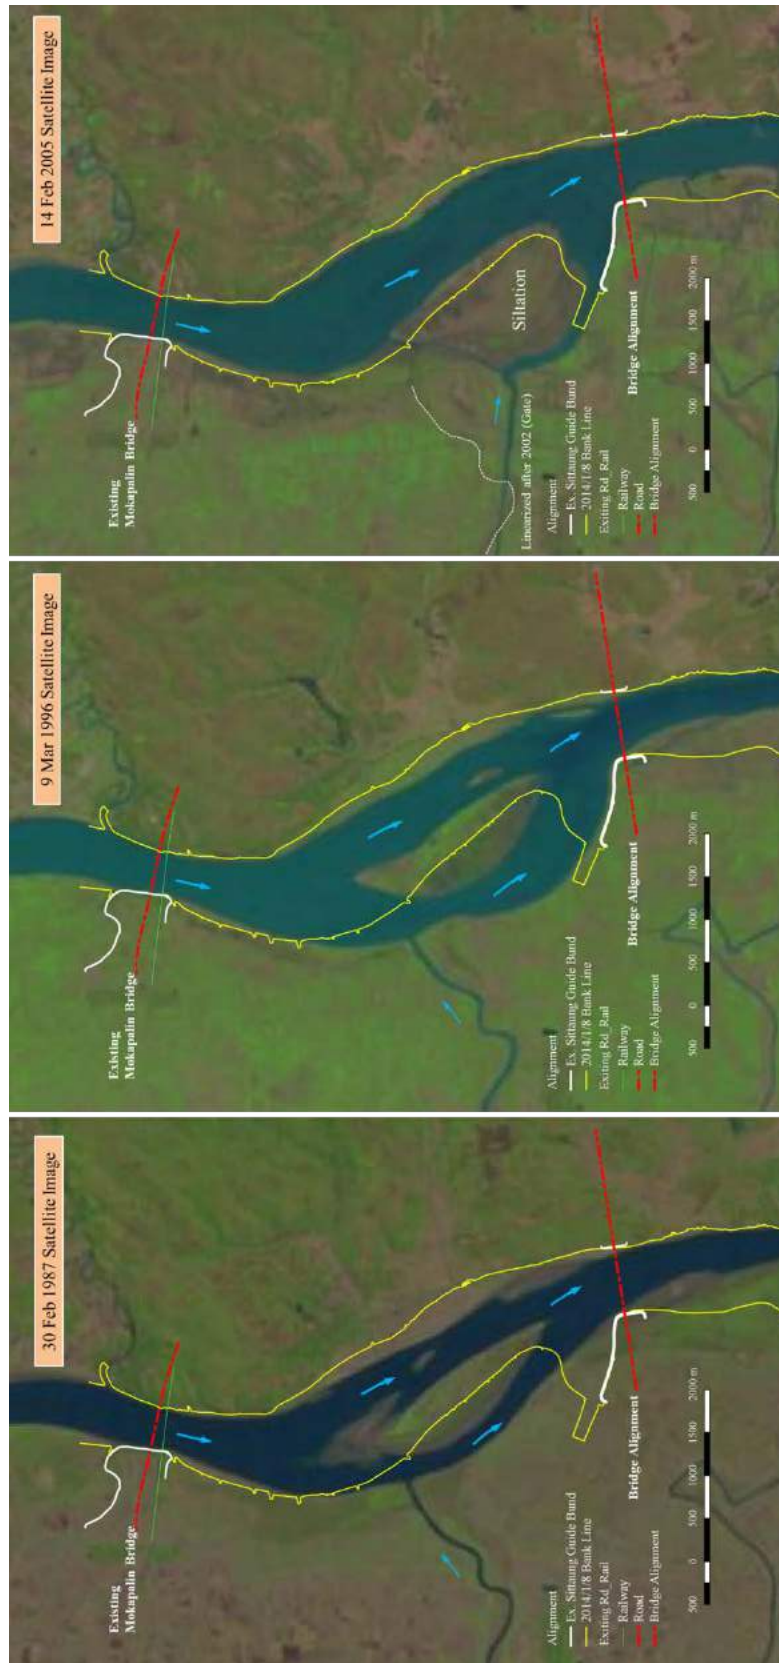 14 Feb 2005 Satellite Image
Existing
Mokapalin Bridge
Siltation
Linearized after 2002 (Gate)
Bridge Alignment
Alignment
Ex. Sittaung Guide Bund
2014/1/8 Bank Line
Exiting Rd_Rail
Railway
Road
Bridge Alignment
500 0 500 1000 1500 2000 m
9 Mar 1996 Satellite Image
Existing
Mokapalin Bridge
Bridge Alignment
Alignment
Ex. Sittaung Guide Bund
2014/1/8 Bank Line
Exiting Rd_Rail
Railway
Road
Bridge Alignment
500 0 500 1000 1500 2000 m
30 Feb 1987 Satellite Image
Existing
Mokapalin Bridge
Bridge Alignment
Alignment
Ex. Sittaung Guide Bund
2014/1/8 Bank Line
Exiting Rd_Rail
Railway
Road
Bridge Alignment
500 0 500 1000 1500 2000 m